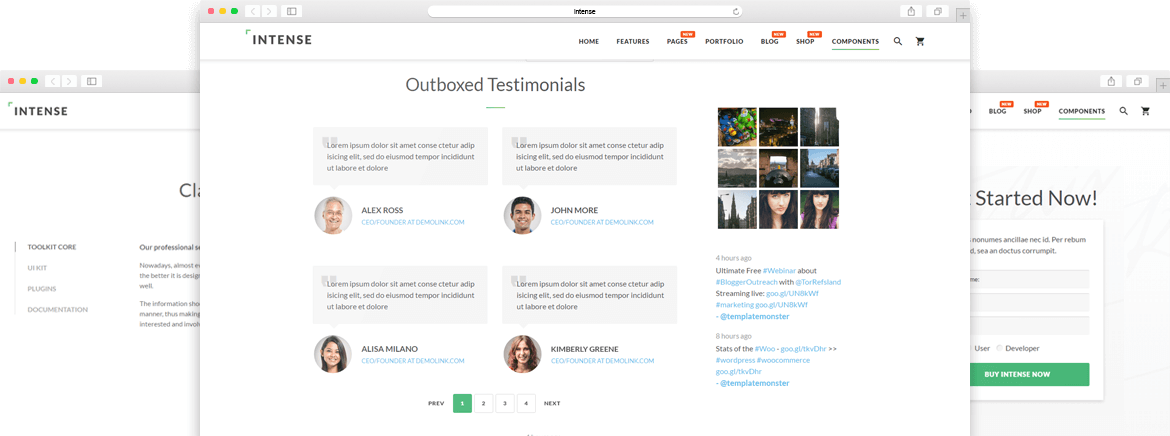 intense
INTENSE
HOME FEATURES PAGES NEW PORTFOLIO BLOG NEW SHOP NEW COMPONENTS
Outboxed Testimonials
Lorem ipsum dolor sit amet conse ctetur adip
isicing elit, sed do eiusmod tempor incididunt
ut labore et dolore
ALEX ROSS
CEO/FOUNDER AT DEMOLINK.COM
Lorem ipsum dolor sit amet conse ctetur adip
isicing elit, sed do eiusmod tempor incididunt
ut labore et dolore
JOHN MORE
CEO/FOUNDER AT DEMOLINK.COM
Lorem ipsum dolor sit amet conse ctetur adip
isicing elit, sed do eiusmod tempor incididunt
ut labore et dolore
ALISA MILANO
CEO/FOUNDER AT DEMOLINK.COM
Lorem ipsum dolor sit amet conse ctetur adip
isicing elit, sed do eiusmod tempor incididunt
ut labore et dolore
KIMBERLY GREENE
CEO/FOUNDER AT DEMOLINK.COM
PREV 1 2 3 4 NEXT
4 hours ago
Ultimate Free #Webinar about
#BloggerOutreach with @TorRefsland
Streaming live: goo.gl/UN8kWf
#marketing goo.gl/UN8kWf
- @templatemonster
8 hours ago
Stats of the #Woo - goo.gl/tkvDhr >>
#wordpress #woocommerce
goo.gl/tkvDhr
- @templatemonster
INTENSE
Cla
TOOLKIT CORE
UI KIT
PLUGINS
DOCUMENTATION
Our professional se
Nowadays, almost ev
the better it is desig
well.
The information sho
manner, thus making
interested and involv
BLOG NEW SHOP NEW COMPONENTS
Started Now!
s nonumes ancillae nec id. Per rebum
d, sea an doctus corrumpit.
me:
User Developer
BUY INTENSE NOW